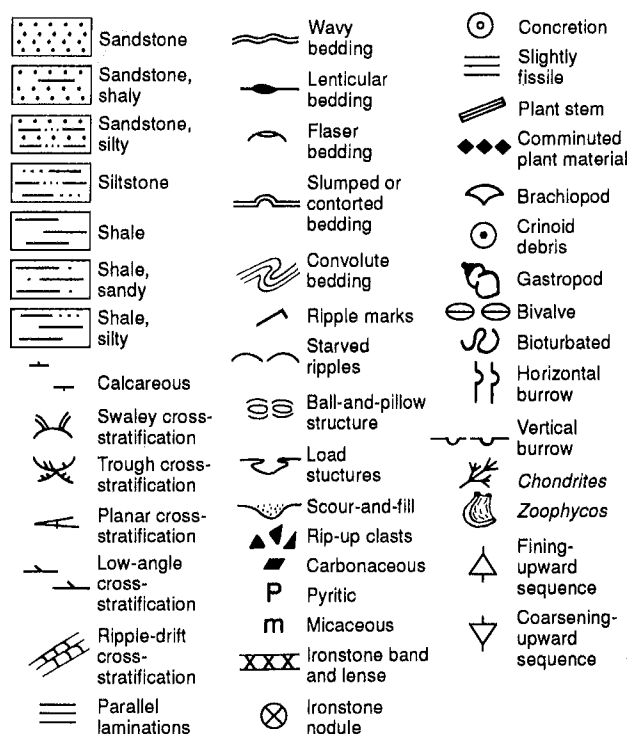 Sandstone
Sandstone,
shaly
Sandstone,
silty
Siltstone
Shale
Shale,
sandy
Shale,
silty
Calcareous
Swaley cross-
stratification
Trough cross-
stratification
Planar cross-
stratification
Low-angle
cross-
stratification
Ripple-drift
cross-
stratification
Parallel
laminations
Wavy
bedding
Lenticular
bedding
Flaser
bedding
Slumped or
contorted
bedding
Convolute
bedding
Ripple marks
Starved
ripples
Ball-and-pillow
structure
Load
stuctures
Scour-and-fill
Rip-up clasts
Carbonaceous
P Pyritic
m Micaceous
Ironstone band
and lense
Ironstone
nodule
Concretion
Slightly
fissile
Plant stem
Comminuted
plant material
Brachiopod
Crinoid
debris
Gastropod
Bivalve
Bioturbated
Horizontal
burrow
Vertical
burrow
Chondrites
Zoophycos
Fining-
upward
sequence
Coarsening-
upward
sequence